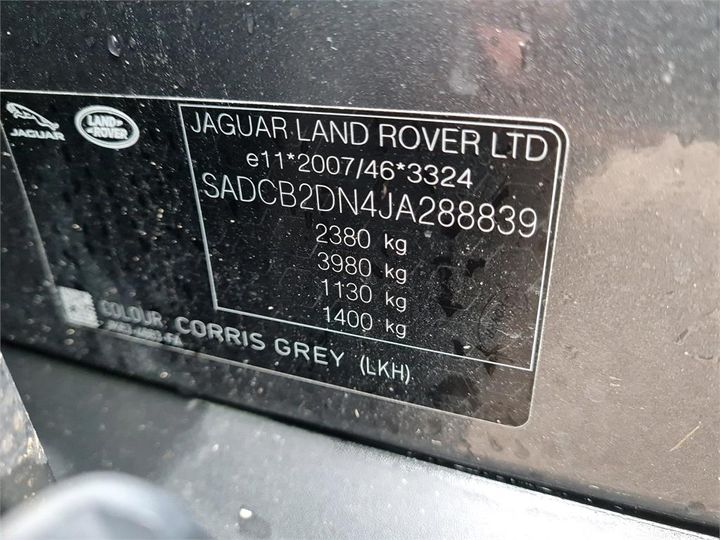 JAGUAR
LAND
ROVER
JAGUAR LAND ROVER LTD
e11*2007/46*3324
SADCB2DN4JA288839
2380 kg
3980 kg
1130 kg
1400 kg
COLOUR CORRIS GREY (LKH)